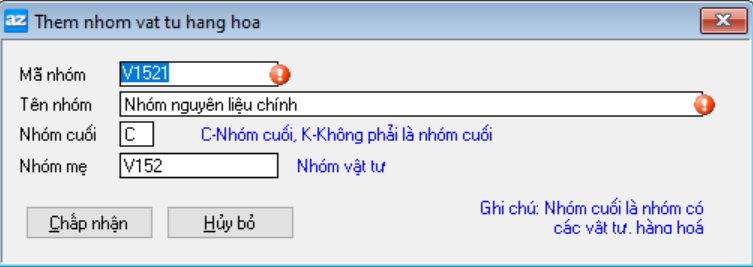 az Them nhom vat tu hang hoa
Mã nhóm V1521
Tên nhóm Nhóm nguyên liệu chính
Nhóm cuối C C-Nhóm cuối, K-Không phải là nhóm cuối
Nhóm mẹ V152 Nhóm vật tư
Chấp nhận Hủy bỏ
Ghi chú: Nhóm cuối là nhóm có
các vật tư, hàng hoá